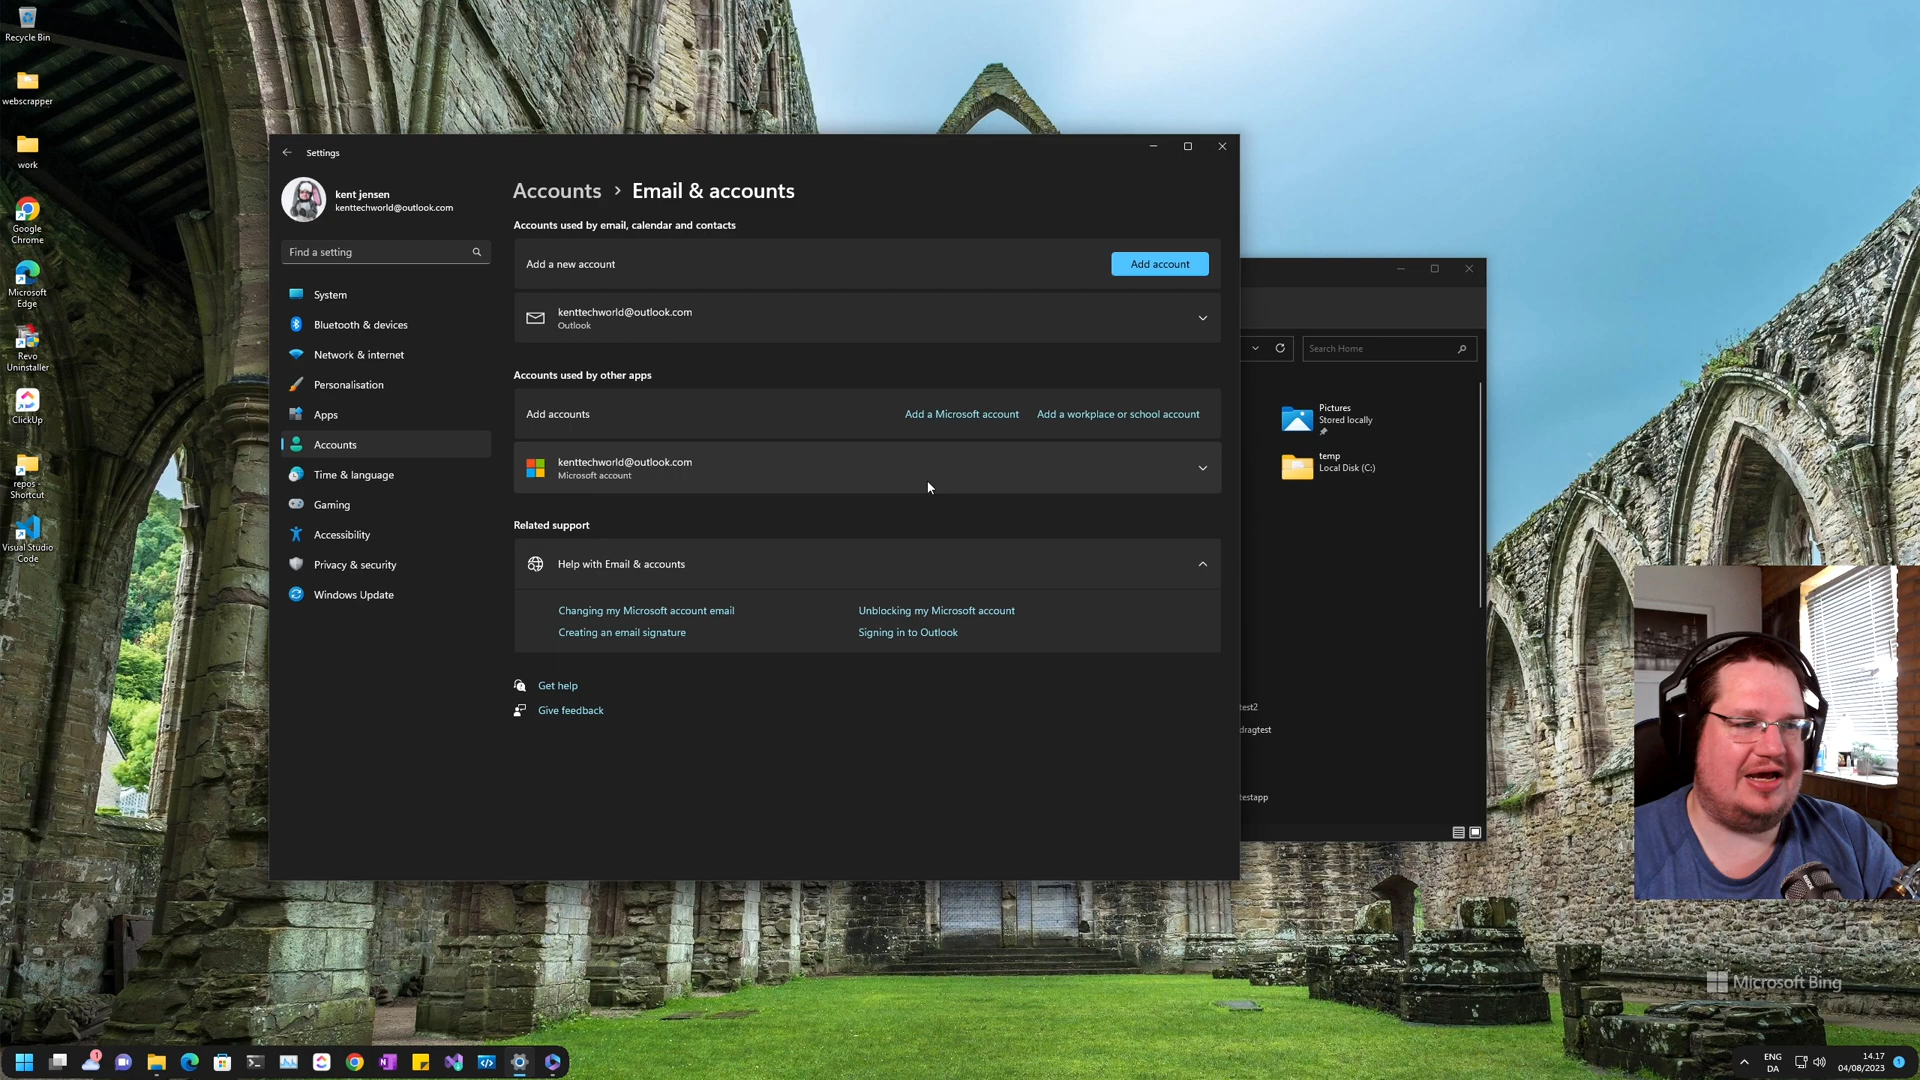 Recycle Bin
webscrapper
work
Google
Chrome
Microsoft
Edge
Revo
Uninstaller
ClickUp
repos -
Shortcut
Visual Studio
Code
Settings
kent jensen
kenttechworld@outlook.com
Find a setting
System
Bluetooth & devices
Network & internet
Personalisation
Apps
Accounts
Time & language
Gaming
Accessibility
Privacy & security
Windows Update
Accounts > Email & accounts
Accounts used by email, calendar and contacts
Add a new account
Add account
kenttechworld@outlook.com
Outlook
Accounts used by other apps
Add accounts
Add a Microsoft account
Add a workplace or school account
kenttechworld@outlook.com
Microsoft account
Related support
Help with Email & accounts
Changing my Microsoft account email
Unblocking my Microsoft account
Creating an email signature
Signing in to Outlook
Get help
Give feedback
Search Home
Pictures
Stored locally
temp
Local Disk (C:)
test2
dragtest
testapp
Microsoft Bing
1
ENG
DA
14.17
04/08/2023
1